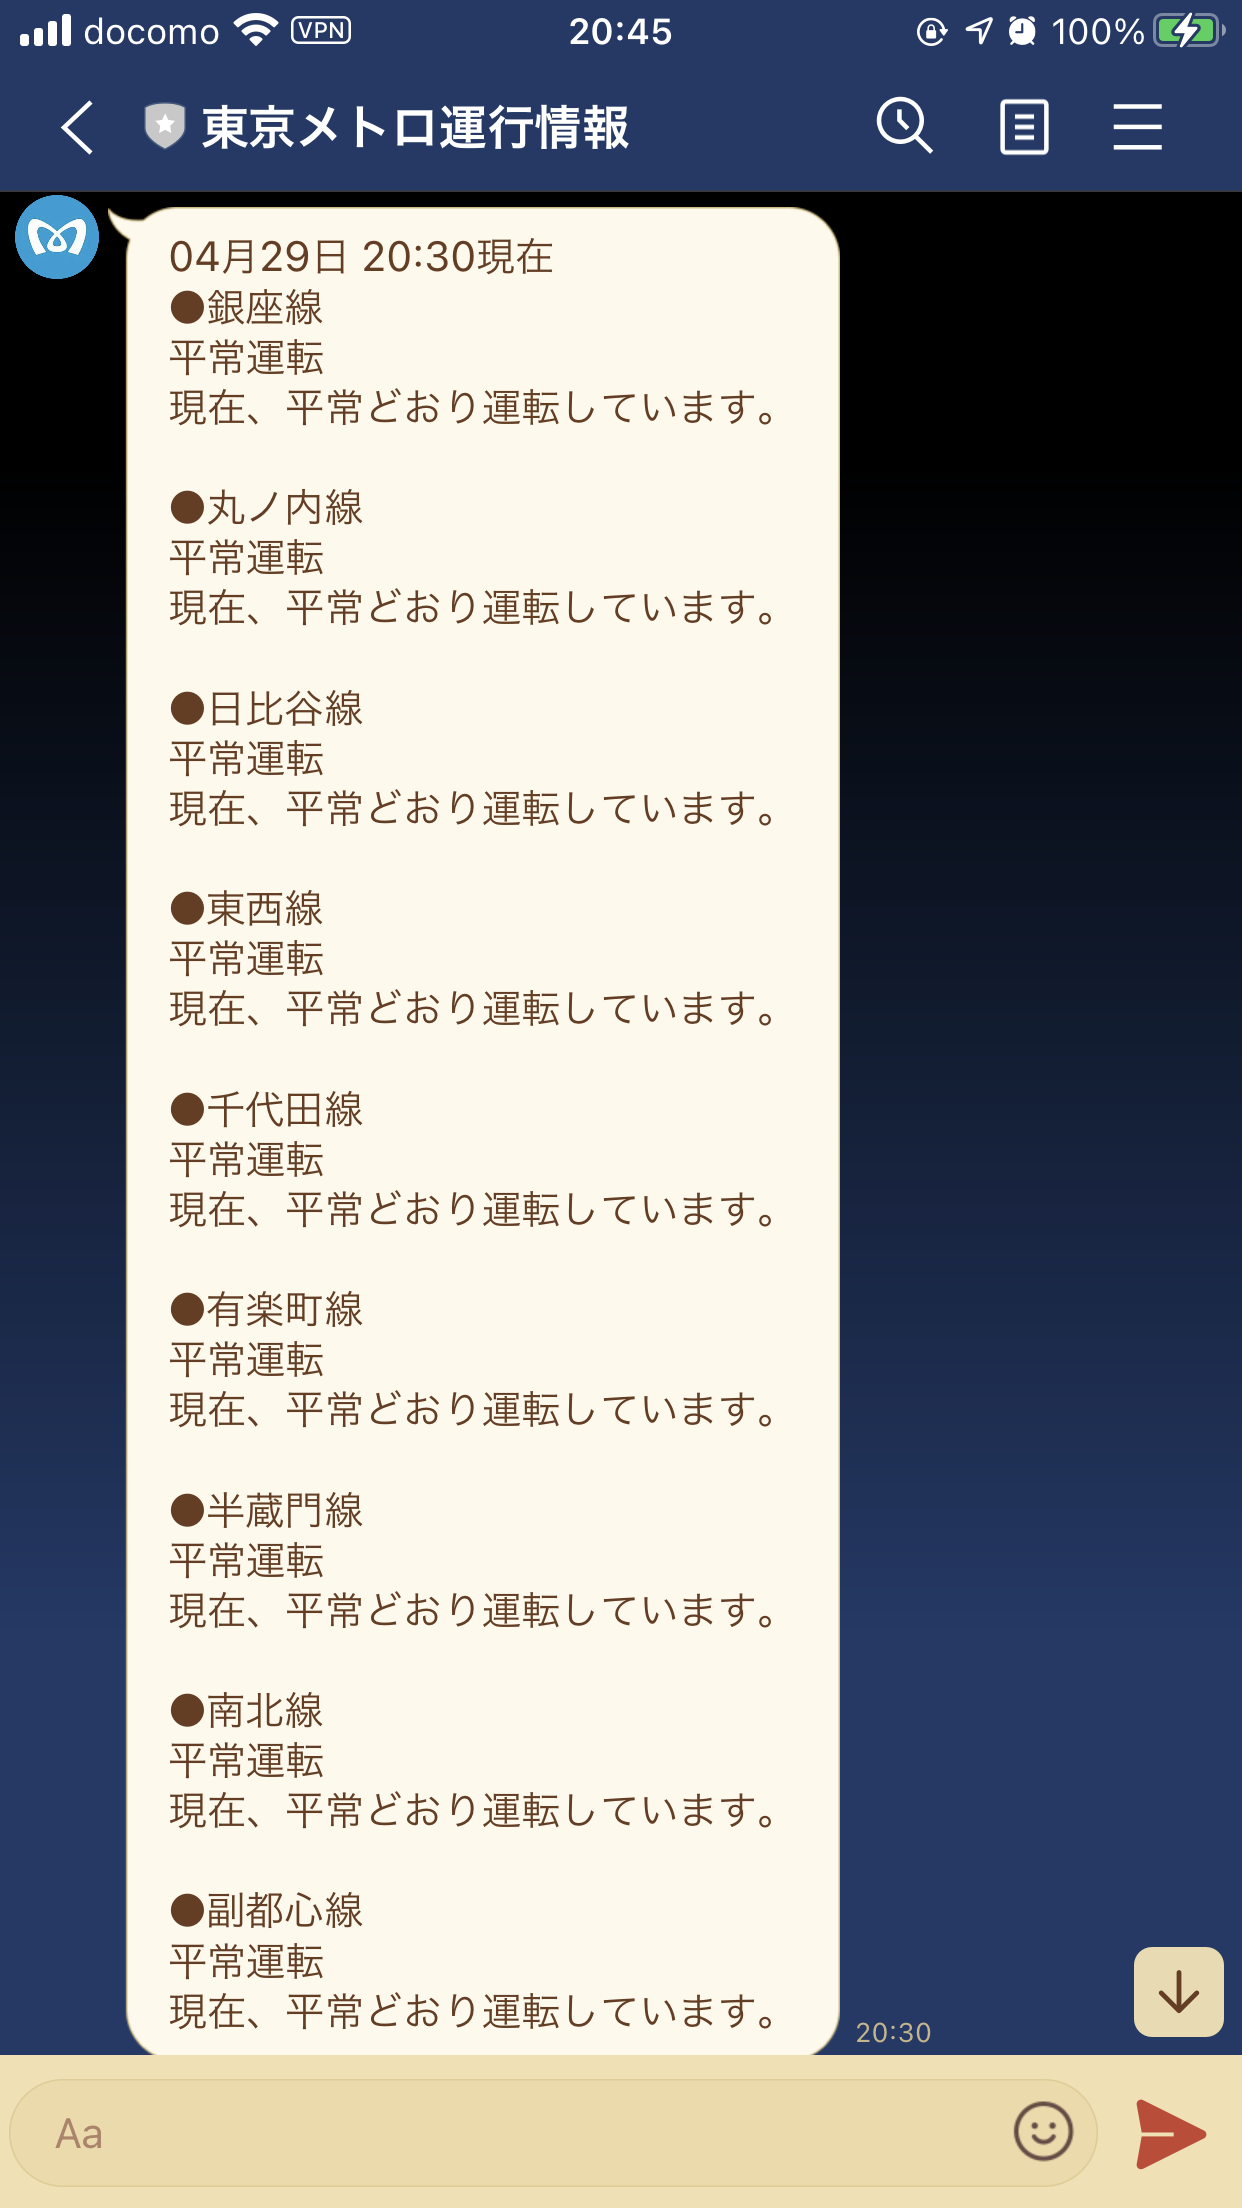 docomo VPN 20:45 100%
東京メトロ運行情報
04月29日 20:30現在
●銀座線
平常運転
現在、平常どおり運転しています。
●丸ノ内線
平常運転
現在、平常どおり運転しています。
●日比谷線
平常運転
現在、平常どおり運転しています。
●東西線
平常運転
現在、平常どおり運転しています。
●千代田線
平常運転
現在、平常どおり運転しています。
●有楽町線
平常運転
現在、平常どおり運転しています。
●半蔵門線
平常運転
現在、平常どおり運転しています。
●南北線
平常運転
現在、平常どおり運転しています。
●副都心線
平常運転
現在、平常どおり運転しています。
20:30
Aa